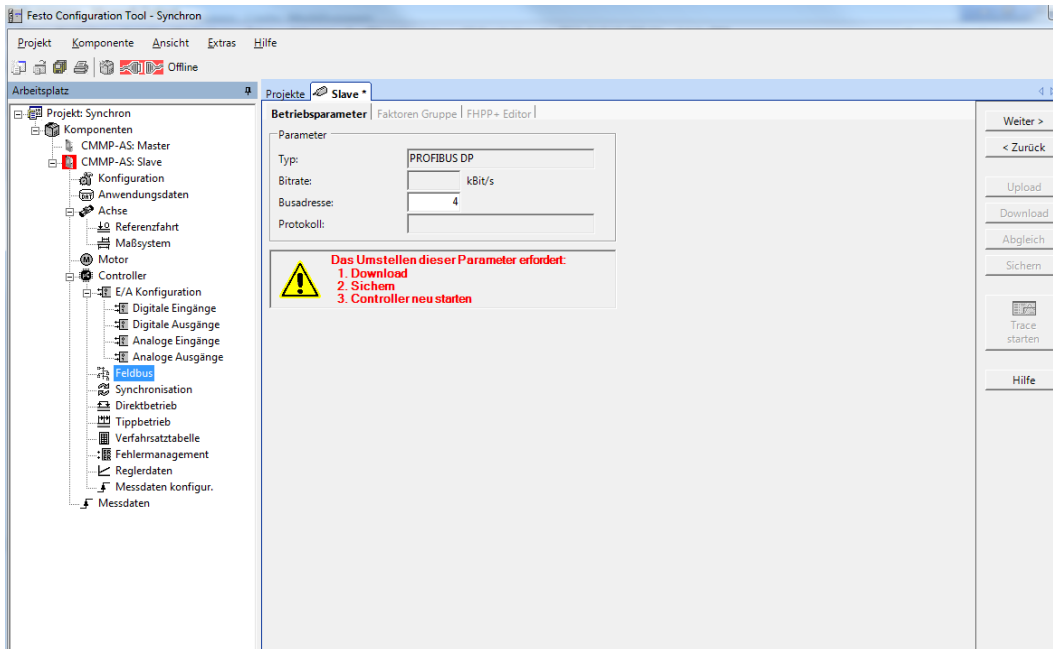 Festo Configuration Tool - Synchron
Projekt Komponente Ansicht Extras Hilfe
Offline
Arbeitsplatz
Projekt: Synchron
Komponenten
CMMP-AS: Master
CMMP-AS: Slave
Konfiguration
Anwendungsdaten
Achse
Referenzfahrt
Maßsystem
Motor
Controller
E/A Konfiguration
Digitale Eingänge
Digitale Ausgänge
Analoge Eingänge
Analoge Ausgänge
Feldbus
Synchronisation
Direktbetrieb
Tippbetrieb
Verfahrsatztabelle
Fehlermanagement
Reglerdaten
Messdaten konfigur.
Messdaten
Projekte Slave *
Betriebsparameter Faktoren Gruppe FHPP+ Editor
Parameter
Typ: PROFIBUS DP
Bitrate: kBit/s
Busadresse: 4
Protokoll:
Das Umstellen dieser Parameter erfordert:
1. Download
2. Sichern
3. Controller neu starten
Weiter >
< Zurück
Upload
Download
Abgleich
Sichern
Trace
starten
Hilfe